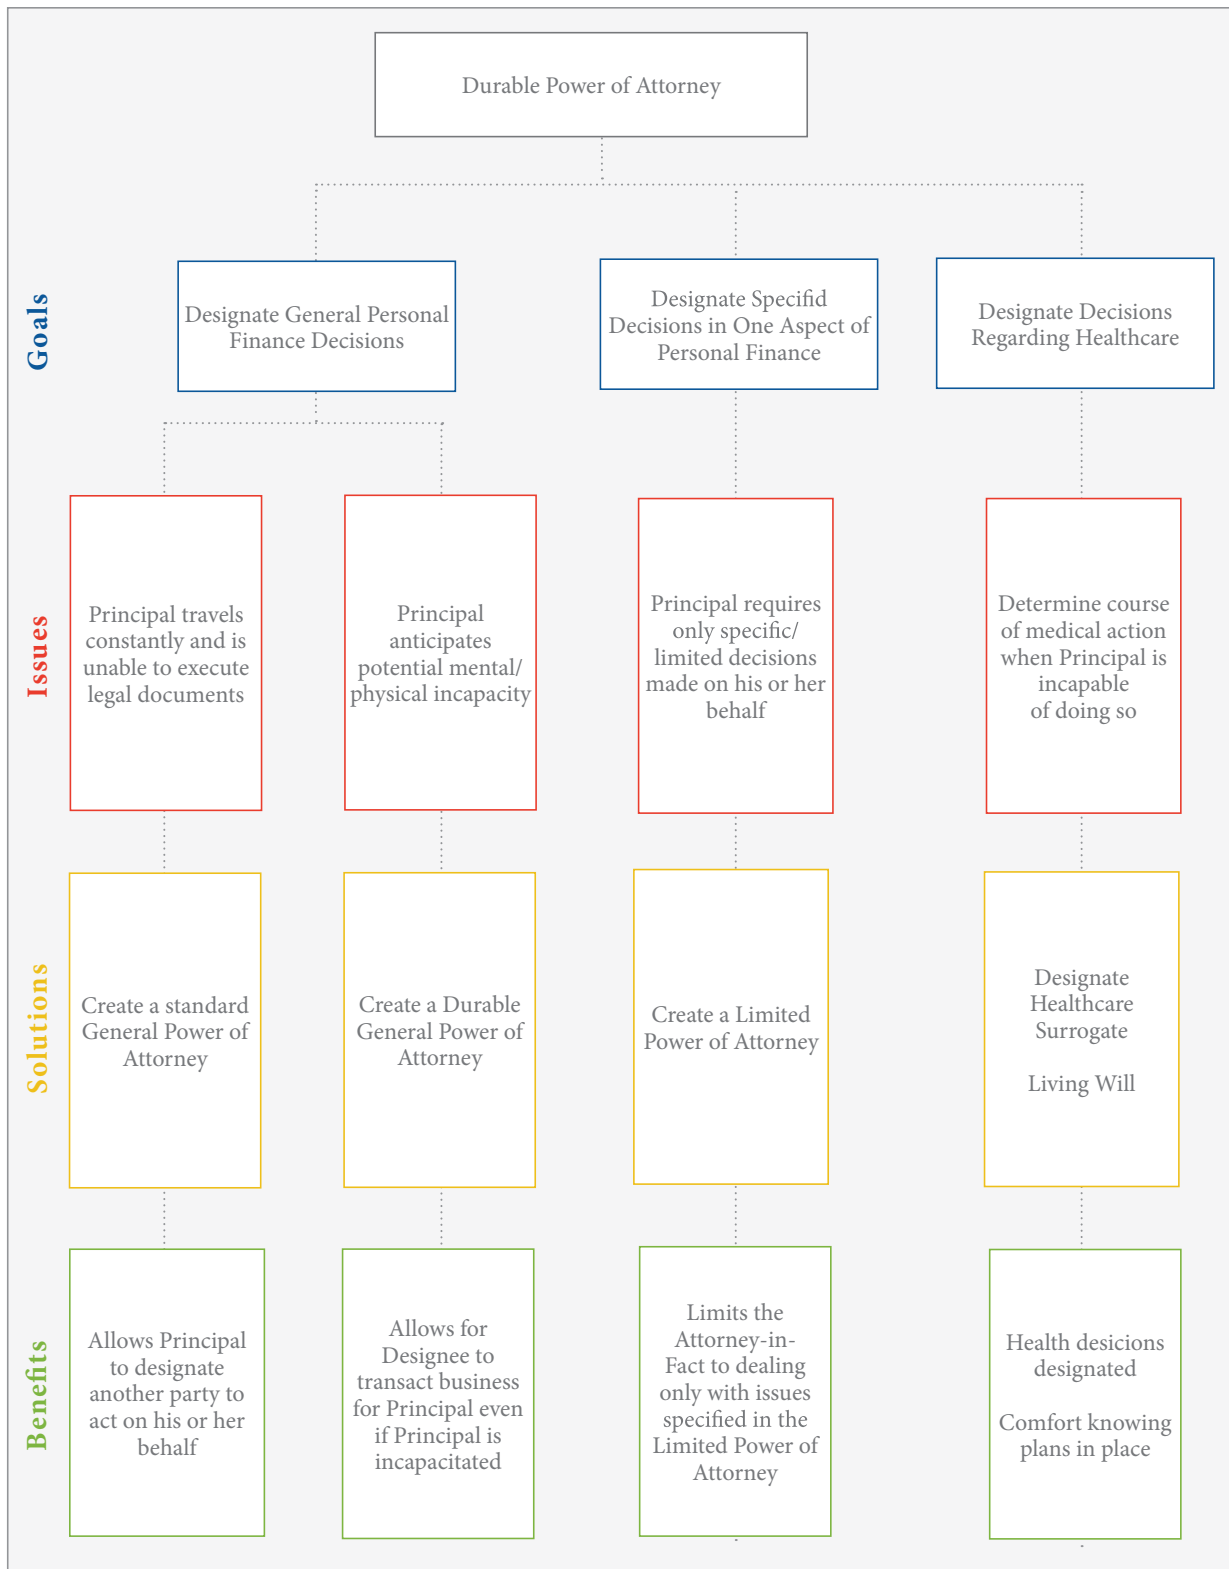 Durable Power of Attorney
Goals
Designate General Personal
Finance Decisions
Designate Specifid
Decisions in One Aspect of
Personal Finance
Designate Decisions
Regarding Healthcare
Issues
Principal travels
constantly and is
unable to execute
legal documents
Principal
anticipates
potential mental/
physical incapacity
Principal requires
only specific/
limited decisions
made on his or her
behalf
Determine course
of medical action
when Principal is
incapable
of doing so
Solutions
Create a standard
General Power of
Attorney
Create a Durable
General Power of
Attorney
Create a Limited
Power of Attorney
Designate
Healthcare
Surrogate
Living Will
Benefits
Allows Principal
to designate
another party to
act on his or her
behalf
Allows for
Designee to
transact business
for Principal even
if Principal is
incapacitated
Limits the
Attorney-in-
Fact to dealing
only with issues
specified in the
Limited Power of
Attorney
Health desicions
designated
Comfort knowing
plans in place